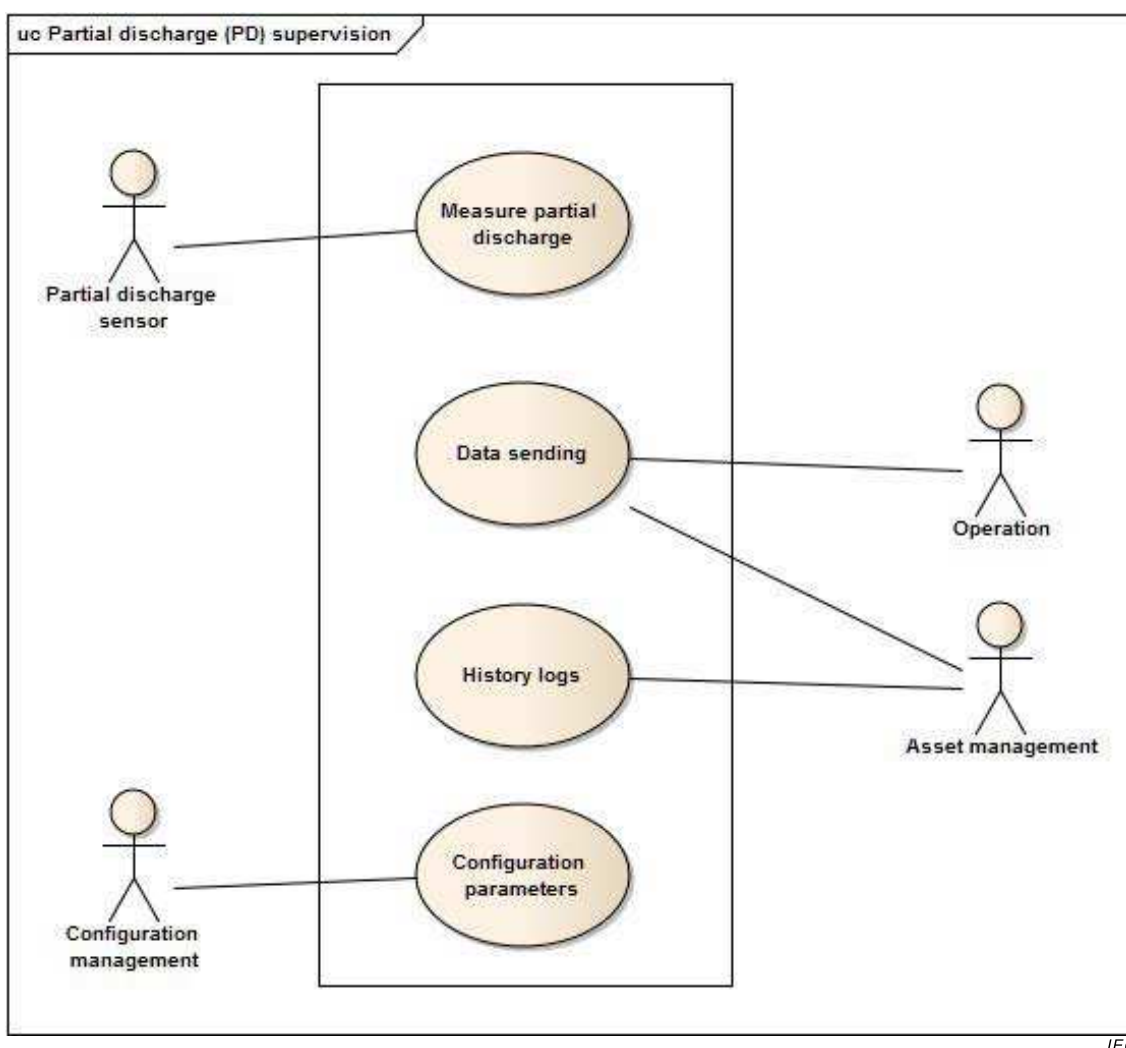 uc Partial discharge (PD) supervision
Measure partial
discharge
Partial discharge
sensor
Data sending
Operation
History logs
Asset management
Configuration
parameters
Configuration
management